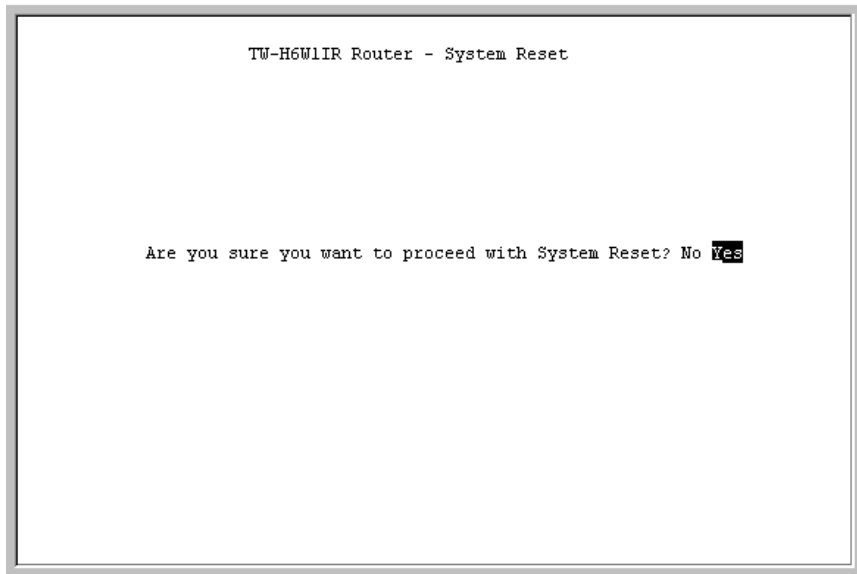 TW-H6W1IR Router - System Reset
Are you sure you want to proceed with System Reset? No Yes